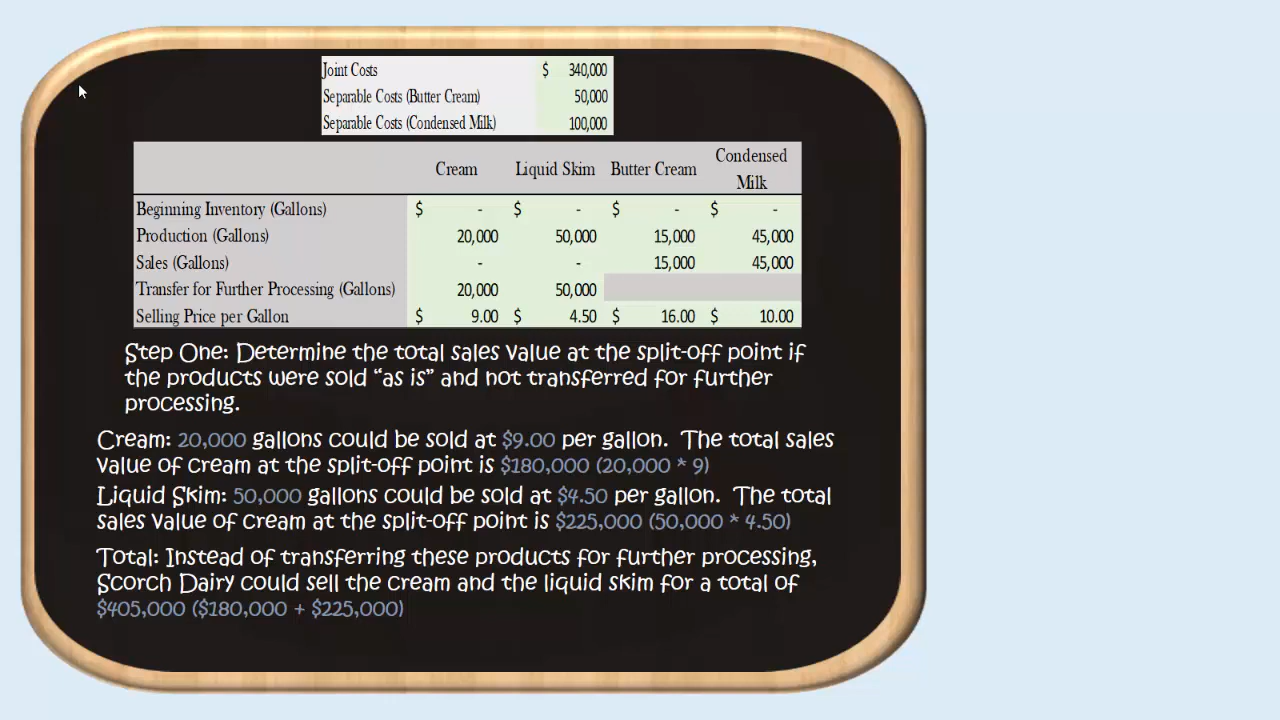 Joint Costs $ 340,000
Separable Costs (Butter Cream) 50,000
Separable Costs (Condensed Milk) 100,000
Cream Liquid Skim Butter Cream Condensed Milk
Beginning Inventory (Gallons) $ - $ - $ - $ -
Production (Gallons) 20,000 50,000 15,000 45,000
Sales (Gallons) - - 15,000 45,000
Transfer for Further Processing (Gallons) 20,000 50,000
Selling Price per Gallon $ 9.00 $ 4.50 $ 16.00 $ 10.00
Step One: Determine the total sales value at the split-off point if
the products were sold “as is” and not transferred for further
processing.
Cream: 20,000 gallons could be sold at $9.00 per gallon. The total sales
value of cream at the split-off point is $180,000 (20,000 * 9)
Liquid Skim: 50,000 gallons could be sold at $4.50 per gallon. The total
sales value of cream at the split-off point is $225,000 (50,000 * 4.50)
Total: Instead of transferring these products for further processing,
Scorch Dairy could sell the cream and the liquid skim for a total of
$405,000 ($180,000 + $225,000)